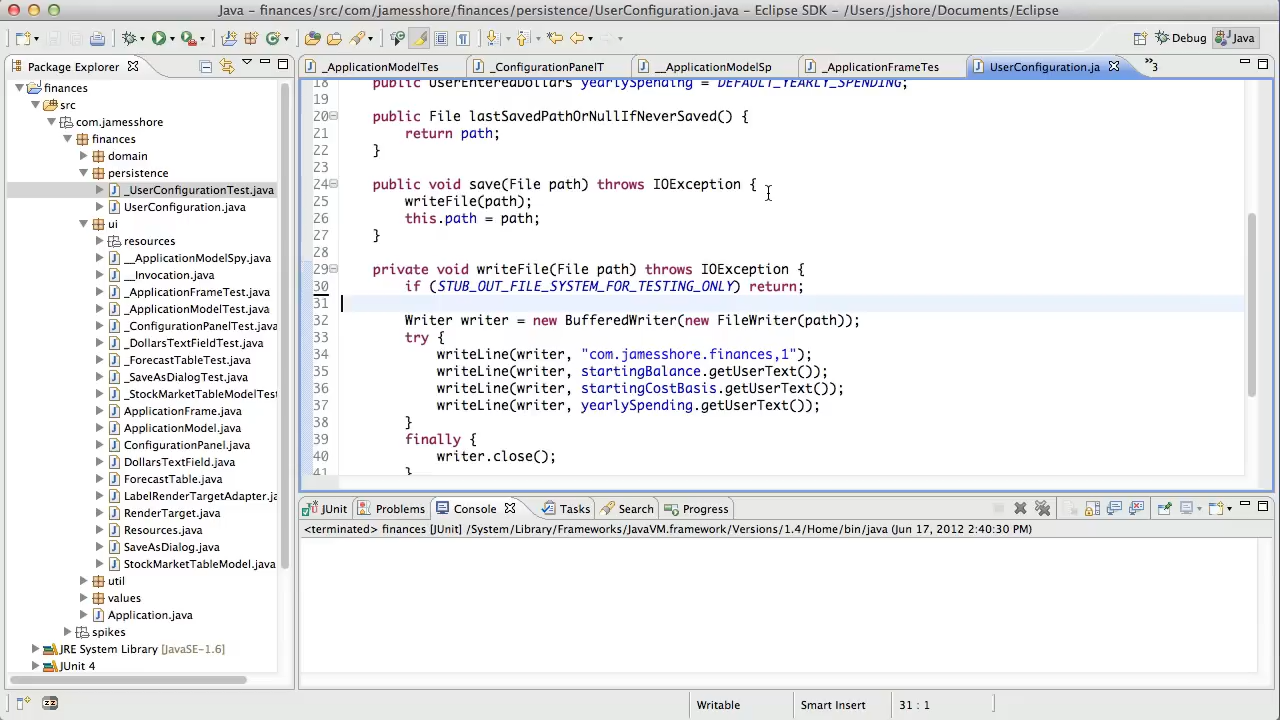 Java - finances/src/com/jamesshore/finances/persistence/UserConfiguration.java - Eclipse SDK - /Users/jshore/Documents/Eclipse
Debug
Java
Package Explorer
_ApplicationModelTes
_ConfigurationPanelT
__ApplicationModelSp
_ApplicationFrameTes
UserConfiguration.ja
»3
finances
src
com.jamesshore
finances
domain
persistence
_UserConfigurationTest.java
UserConfiguration.java
ui
resources
__ApplicationModelSpy.java
__Invocation.java
_ApplicationFrameTest.java
_ApplicationModelTest.java
_ConfigurationPanelTest.java
_DollarsTextFieldTest.java
_ForecastTableTest.java
_SaveAsDialogTest.java
_StockMarketTableModelTest
ApplicationFrame.java
ApplicationModel.java
ConfigurationPanel.java
DollarsTextField.java
ForecastTable.java
LabelRenderTargetAdapter.ja
RenderTarget.java
Resources.java
SaveAsDialog.java
StockMarketTableModel.java
util
values
Application.java
spikes
JRE System Library [JavaSE-1.6]
JUnit 4
18 public UserEnteredDollars yearlySpending = DEFAULT_YEARLY_SPENDING;
19
20 public File lastSavedPathOrNullIfNeverSaved() {
21 return path;
22 }
23
24 public void save(File path) throws IOException {
25 writeFile(path);
26 this.path = path;
27 }
28
29 private void writeFile(File path) throws IOException {
30 if (STUB_OUT_FILE_SYSTEM_FOR_TESTING_ONLY) return;
31
32 Writer writer = new BufferedWriter(new FileWriter(path));
33 try {
34 writeLine(writer, "com.jamesshore.finances,1");
35 writeLine(writer, startingBalance.getUserText());
36 writeLine(writer, startingCostBasis.getUserText());
37 writeLine(writer, yearlySpending.getUserText());
38 }
39 finally {
40 writer.close();
41 }
JUnit
Problems
Console
Tasks
Search
Progress
<terminated> finances [JUnit] /System/Library/Frameworks/JavaVM.framework/Versions/1.4/Home/bin/java (Jun 17, 2012 2:40:30 PM)
Writable
Smart Insert
31 : 1